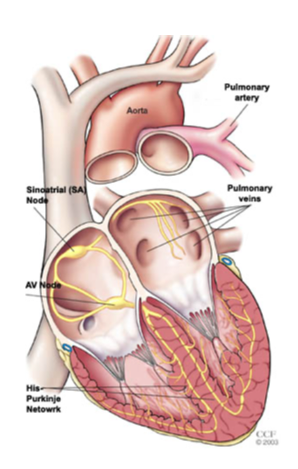 Pulmonary
artery
Aorta
Sinoatrial (SA)
Node
Pulmonary
veins
AV Node
His-
Purkinje
Netowrk
CCF
© 2003